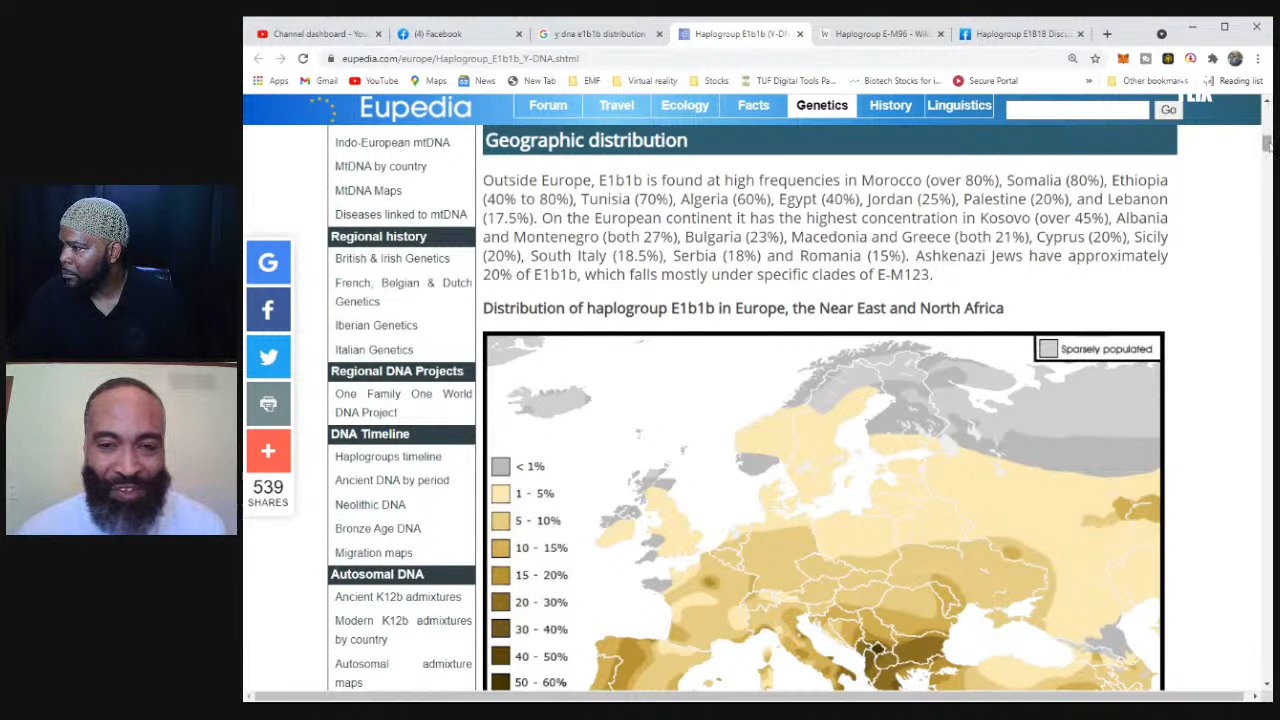 Channel dashboard - You
(4) Facebook
y dna e1b1b distribution
Haplogroup E1b1b (Y-DN
Haplogroup E-M96 - Wiki
Haplogroup E1B1B Discu
eupedia.com/europe/Haplogroup_E1b1b_Y-DNA.shtml
Apps
Gmail
YouTube
Maps
News
New Tab
EMF
Virtual reality
Stocks
TUF Digital Tools Pa...
Biotech Stocks for i...
Secure Portal
»
Other bookmarks
Reading list
Eupedia
Forum
Travel
Ecology
Facts
Genetics
History
Linguistics
Go
Indo-European mtDNA
MtDNA by country
MtDNA Maps
Diseases linked to mtDNA
Regional history
British & Irish Genetics
French, Belgian & Dutch
Genetics
Iberian Genetics
Italian Genetics
Regional DNA Projects
One Family One World
DNA Project
DNA Timeline
Haplogroups timeline
Ancient DNA by period
Neolithic DNA
Bronze Age DNA
Migration maps
Autosomal DNA
Ancient K12b admixtures
Modern K12b admixtures
by country
Autosomal admixture
maps
539
SHARES
Geographic distribution
Outside Europe, E1b1b is found at high frequencies in Morocco (over 80%), Somalia (80%), Ethiopia
(40% to 80%), Tunisia (70%), Algeria (60%), Egypt (40%), Jordan (25%), Palestine (20%), and Lebanon
(17.5%). On the European continent it has the highest concentration in Kosovo (over 45%), Albania
and Montenegro (both 27%), Bulgaria (23%), Macedonia and Greece (both 21%), Cyprus (20%), Sicily
(20%), South Italy (18.5%), Serbia (18%) and Romania (15%). Ashkenazi Jews have approximately
20% of E1b1b, which falls mostly under specific clades of E-M123.
Distribution of haplogroup E1b1b in Europe, the Near East and North Africa
Sparsely populated
< 1%
1 - 5%
5 - 10%
10 - 15%
15 - 20%
20 - 30%
30 - 40%
40 - 50%
50 - 60%